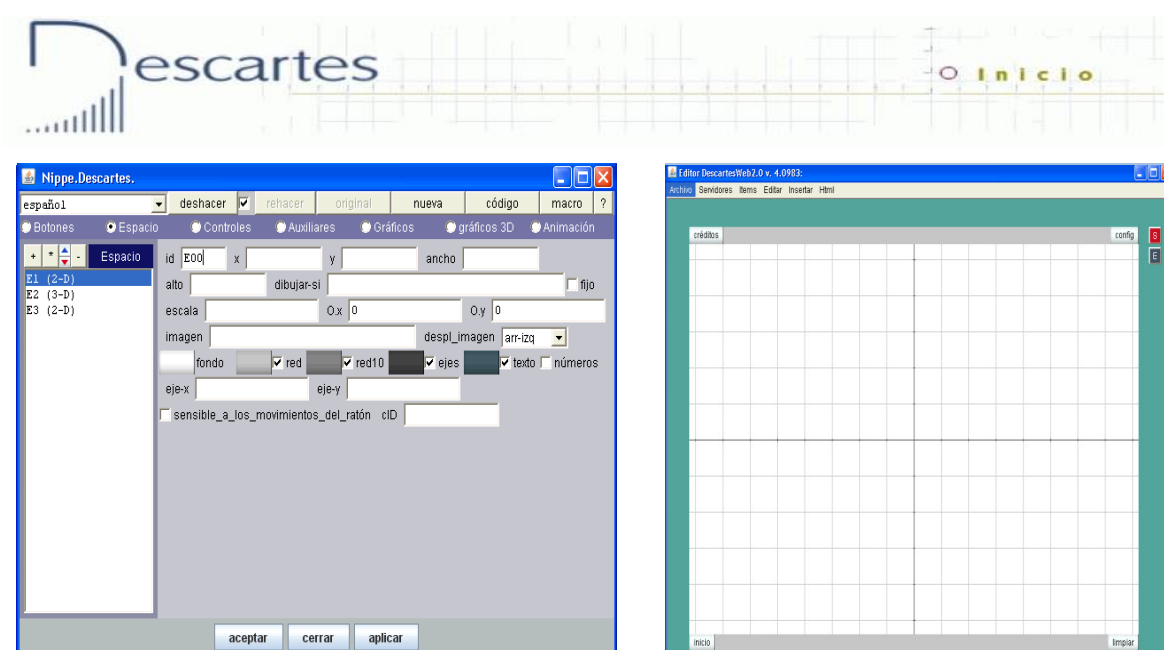 Descartes
Inicio
Nippe.Descartes.
español deshacer rehacer original nueva código macro ?
Botones Espacio Controles Auxiliares Gráficos gráficos 3D Animación
+ * - Espacio
E1 (2-D)
E2 (3-D)
E3 (2-D)
id E00 x y ancho
alto dibujar-si fijo
escala O.x 0 O.y 0
imagen despl_imagen arr-izq
fondo red red10 ejes texto números
eje-x eje-y
sensible_a_los_movimientos_del_ratón cID
aceptar cerrar aplicar
Editor DescartesWeb2.0 v. 4.0983:
Archivo Servidores Items Editar Insertar Html
créditos config S
E
inicio limpiar